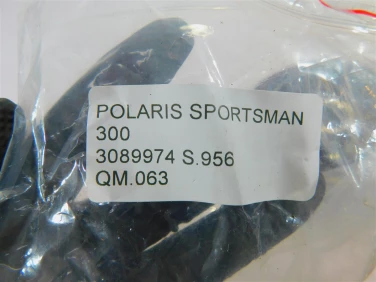 POLARIS SPORTSMAN
300
3089974 S.956
QM.063